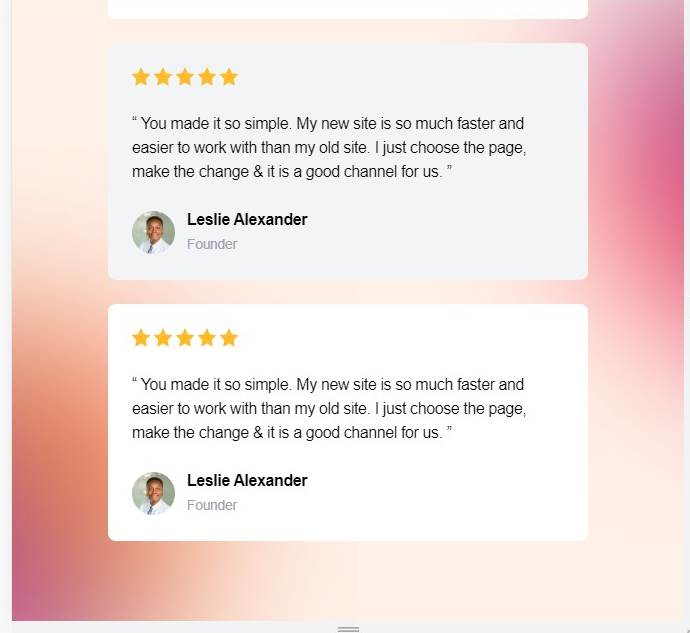 “ You made it so simple. My new site is so much faster and
easier to work with than my old site. I just choose the page,
make the change & it is a good channel for us. ”
Leslie Alexander
Founder
“ You made it so simple. My new site is so much faster and
easier to work with than my old site. I just choose the page,
make the change & it is a good channel for us. ”
Leslie Alexander
Founder